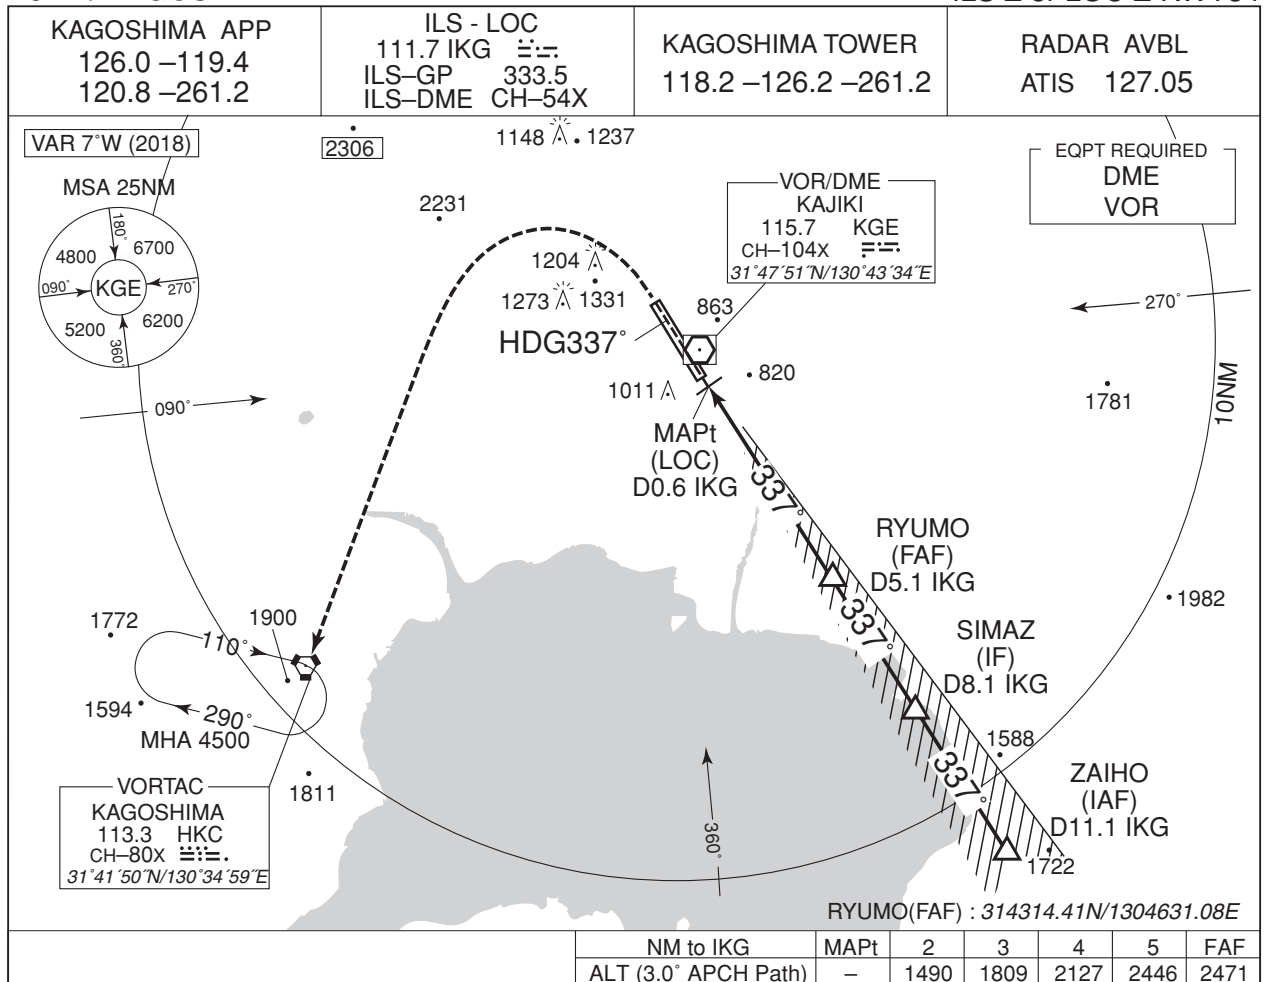 KAGOSHIMA APP
126.0 –119.4
120.8 –261.2
ILS - LOC
111.7 IKG
ILS–GP 333.5
ILS–DME CH–54X
KAGOSHIMA TOWER
118.2 –126.2 –261.2
RADAR AVBL
ATIS 127.05
VAR 7°W (2018)
MSA 25NM
180°
4800
6700
090°
KGE
270°
5200
6200
360°
2306
1148
1237
2231
VOR/DME
KAJIKI
115.7 KGE
CH–104X
31°47´51˝N/130°43´34˝E
EQPT REQUIRED
DME
VOR
1204
1273
1331
863
HDG337°
270°
1011
820
1781
10NM
090°
MAPt
(LOC)
D0.6 IKG
337°
RYUMO
(FAF)
D5.1 IKG
1982
337°
SIMAZ
(IF)
D8.1 IKG
1772
1900
110°
1594
290°
MHA 4500
1588
337°
ZAIHO
(IAF)
D11.1 IKG
1811
VORTAC
KAGOSHIMA
113.3 HKC
CH–80X
31°41´50˝N/130°34´59˝E
360°
1722
RYUMO(FAF) : 314314.41N/1304631.08E
NM to IKG MAPt 2 3 4 5 FAF
ALT (3.0° APCH Path) – 1490 1809 2127 2446 2471